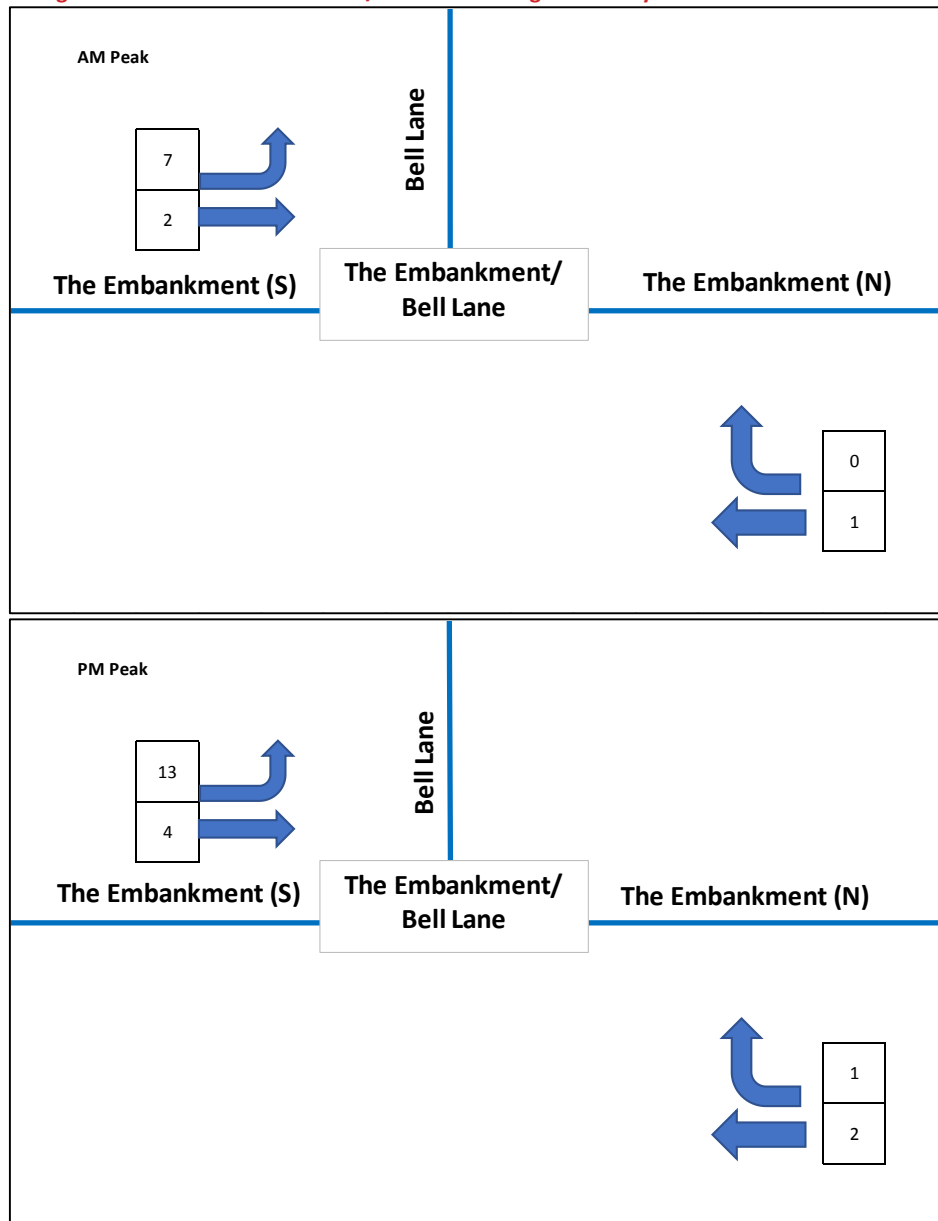 AM Peak
Bell Lane
7
2
The Embankment (S)
The Embankment/
Bell Lane
The Embankment (N)
0
1
PM Peak
Bell Lane
13
4
The Embankment (S)
The Embankment/
Bell Lane
The Embankment (N)
1
2